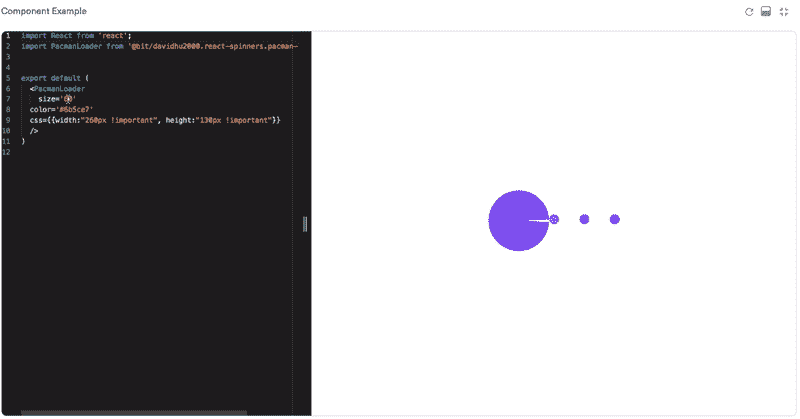 Component Example
1 import React from 'react';
2 import PacmanLoader from '@bit/davidhu2000.react-spinners.pacman-
3
4
5 export default (
6 <PacmanLoader
7 size='
8 color='#6b5ce7'
9 css={{width:"260px !important", height:"130px !important"}}
10 />
11 )
12